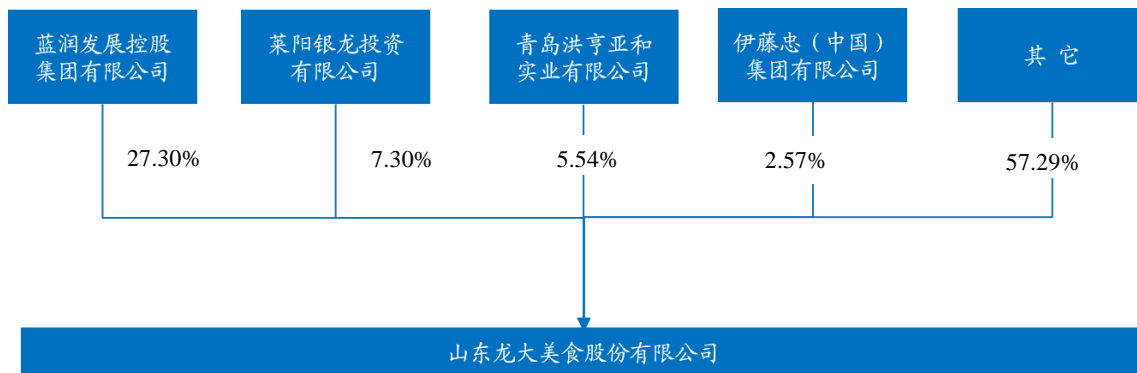 蓝润发展控股
集团有限公司
莱阳银龙投资
有限公司
青岛洪亨亚和
实业有限公司
伊藤忠（中国）
集团有限公司
其 它
27.30%
7.30%
5.54%
2.57%
57.29%
山东龙大美食股份有限公司